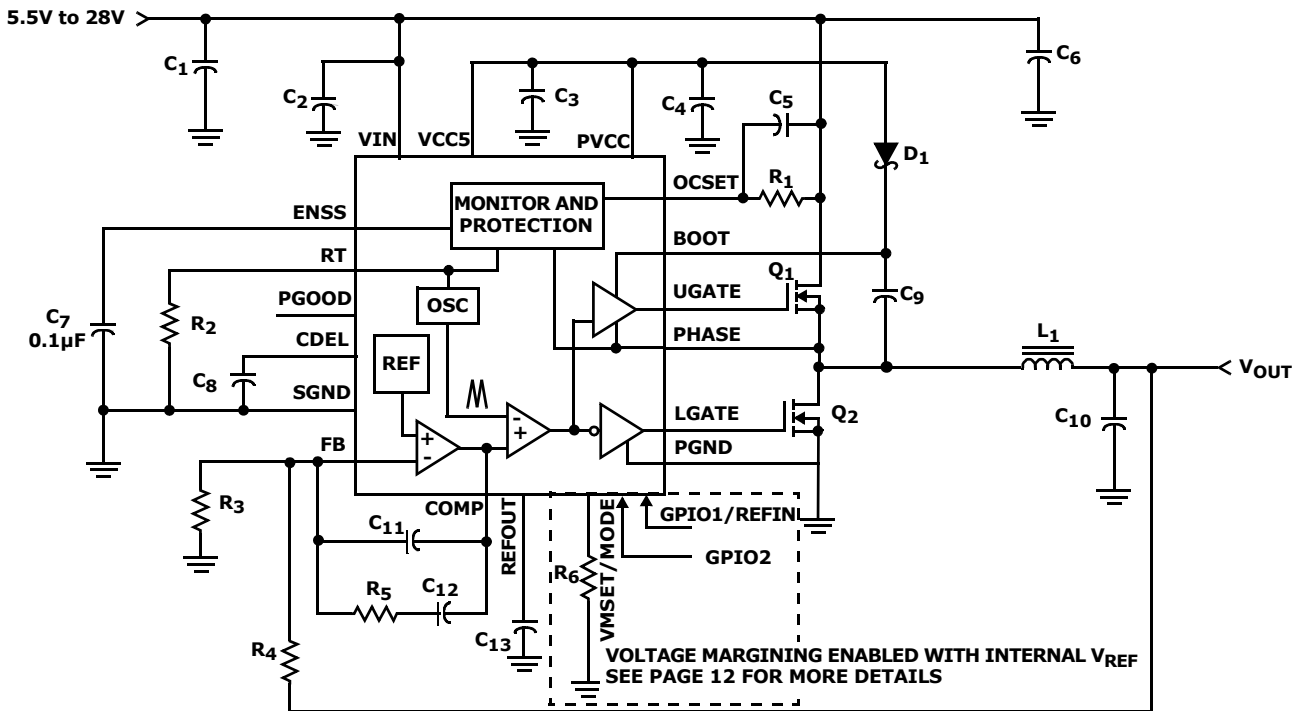 5.5V to 28V
C1
C2
C3
C4
C5
C6
VIN
VCC5
PVCC
D1
OCSET
R1
MONITOR AND
PROTECTION
ENSS
BOOT
RT
Q1
UGATE
C9
PGOOD
OSC
C7
0.1µF
R2
CDEL
PHASE
L1
REF
VOUT
C8
SGND
LGATE
Q2
C10
-
+
+
-
FB
PGND
R3
COMP
REFOUT
VMSET/MODE
GPIO1/REFIN
C11
GPIO2
R6
R5
C12
C13
R4
VOLTAGE MARGINING ENABLED WITH INTERNAL VREF
SEE PAGE 12 FOR MORE DETAILS